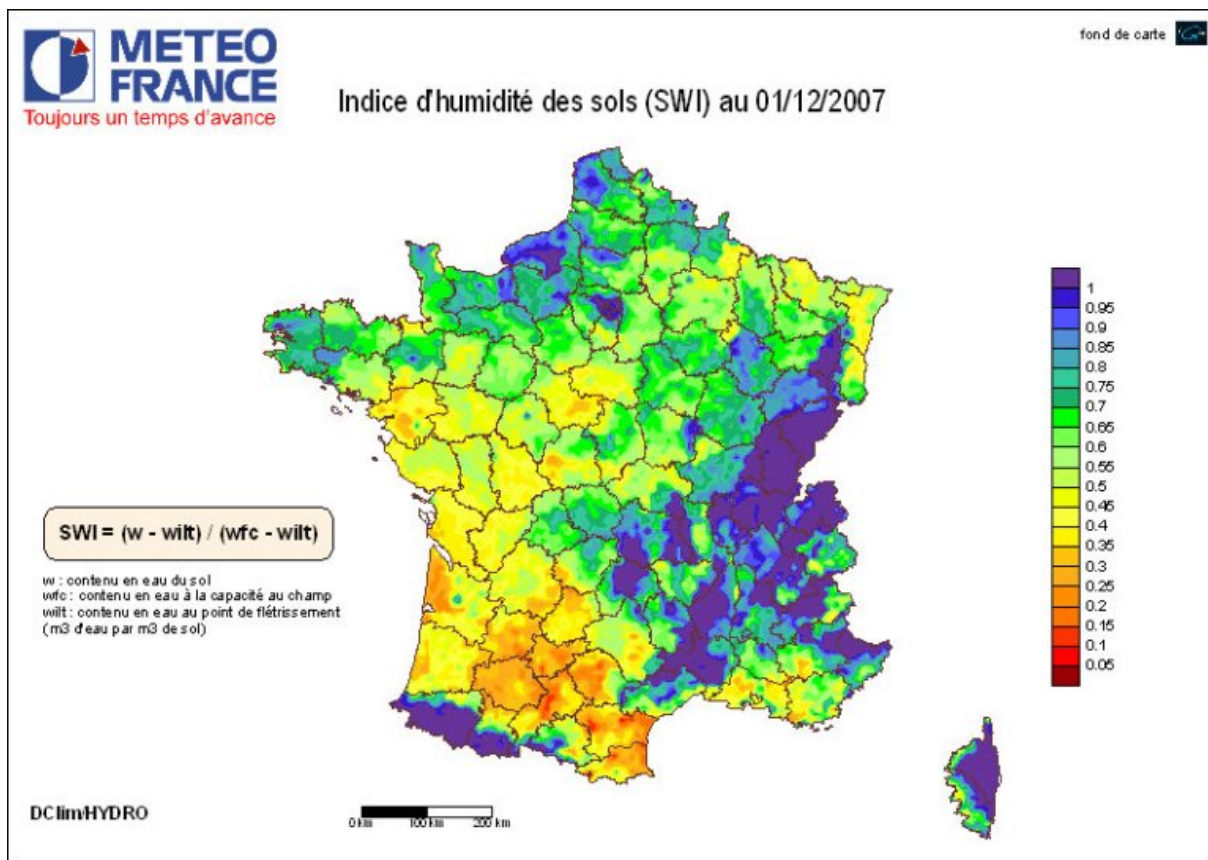 METEO
FRANCE
Toujours un temps d'avance
fond de carte
Indice d'humidité des sols (SWI) au 01/12/2007
1
0.95
0.9
0.85
0.8
0.75
0.7
0.65
0.6
0.55
0.5
0.45
0.4
0.35
0.3
0.25
0.2
0.15
0.1
0.05
SWI = (w - wilt) / (wfc - wilt)
w : contenu en eau du sol
wfc : contenu en eau à la capacité au champ
wilt : contenu en eau au point de flétrissement
(m3 d'eau par m3 de sol)
DClim/HYDRO
0 km 100 km 200 km